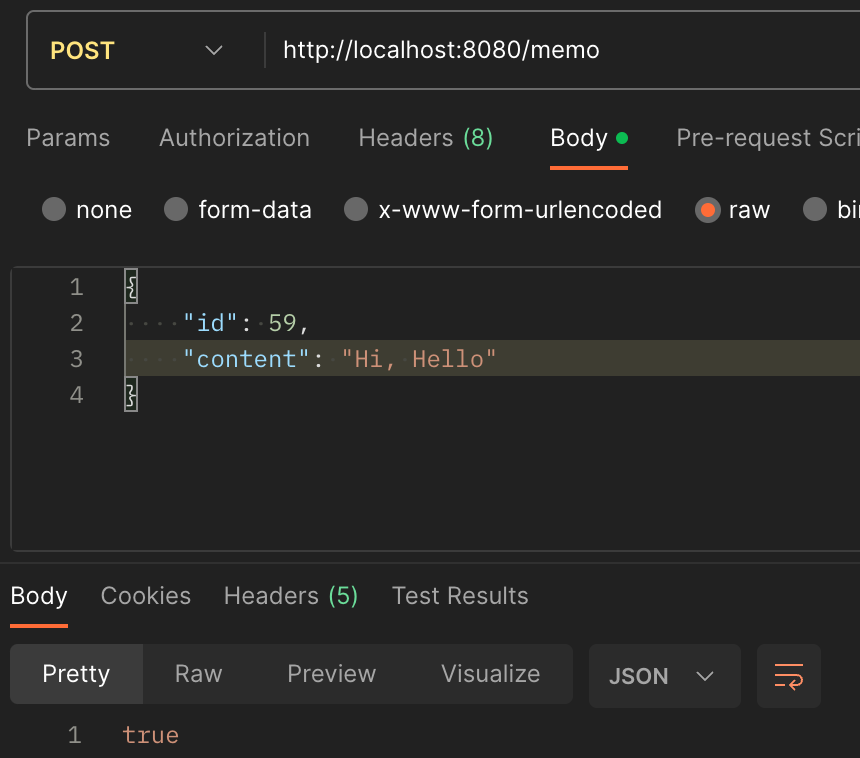 POST http://localhost:8080/memo
Params Authorization Headers (8) Body Pre-request Scri
none form-data x-www-form-urlencoded raw bi
1 {
2 "id": 59,
3 "content": "Hi, Hello"
4 }
Body Cookies Headers (5) Test Results
Pretty Raw Preview Visualize JSON
1 true